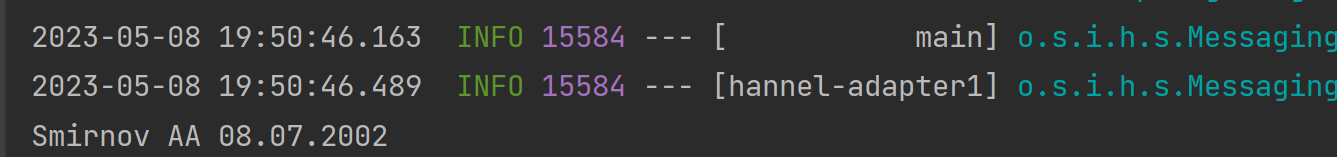 2023-05-08 19:50:46.163  INFO 15584 --- [           main] o.s.i.h.s.Messaging
2023-05-08 19:50:46.489  INFO 15584 --- [hannel-adapter1] o.s.i.h.s.Messaging
Smirnov AA 08.07.2002